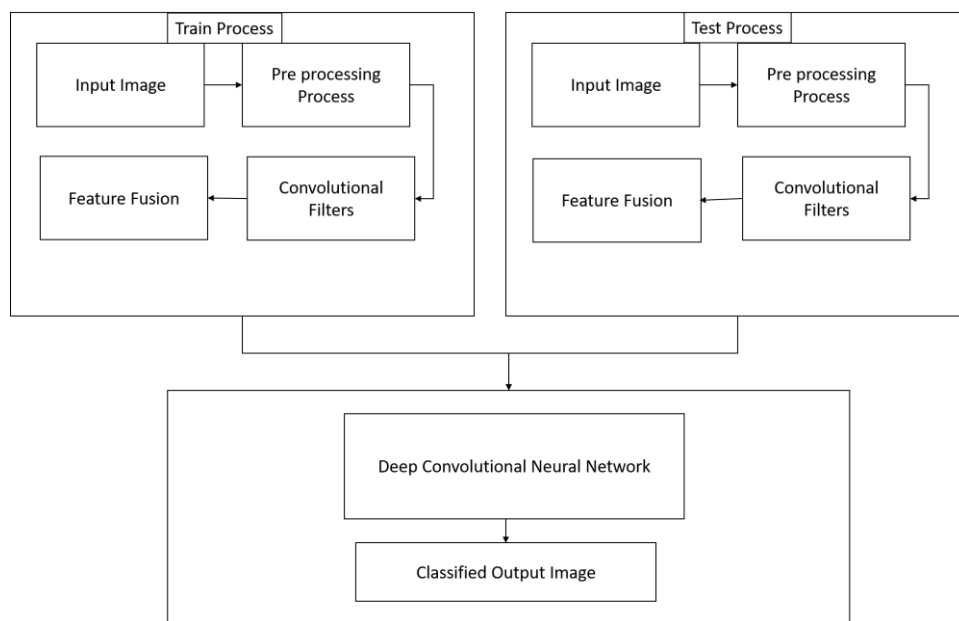 Train Process
Input Image
Pre processing
Process
Feature Fusion
Convolutional
Filters
Test Process
Input Image
Pre processing
Process
Feature Fusion
Convolutional
Filters
Deep Convolutional Neural Network
Classified Output Image